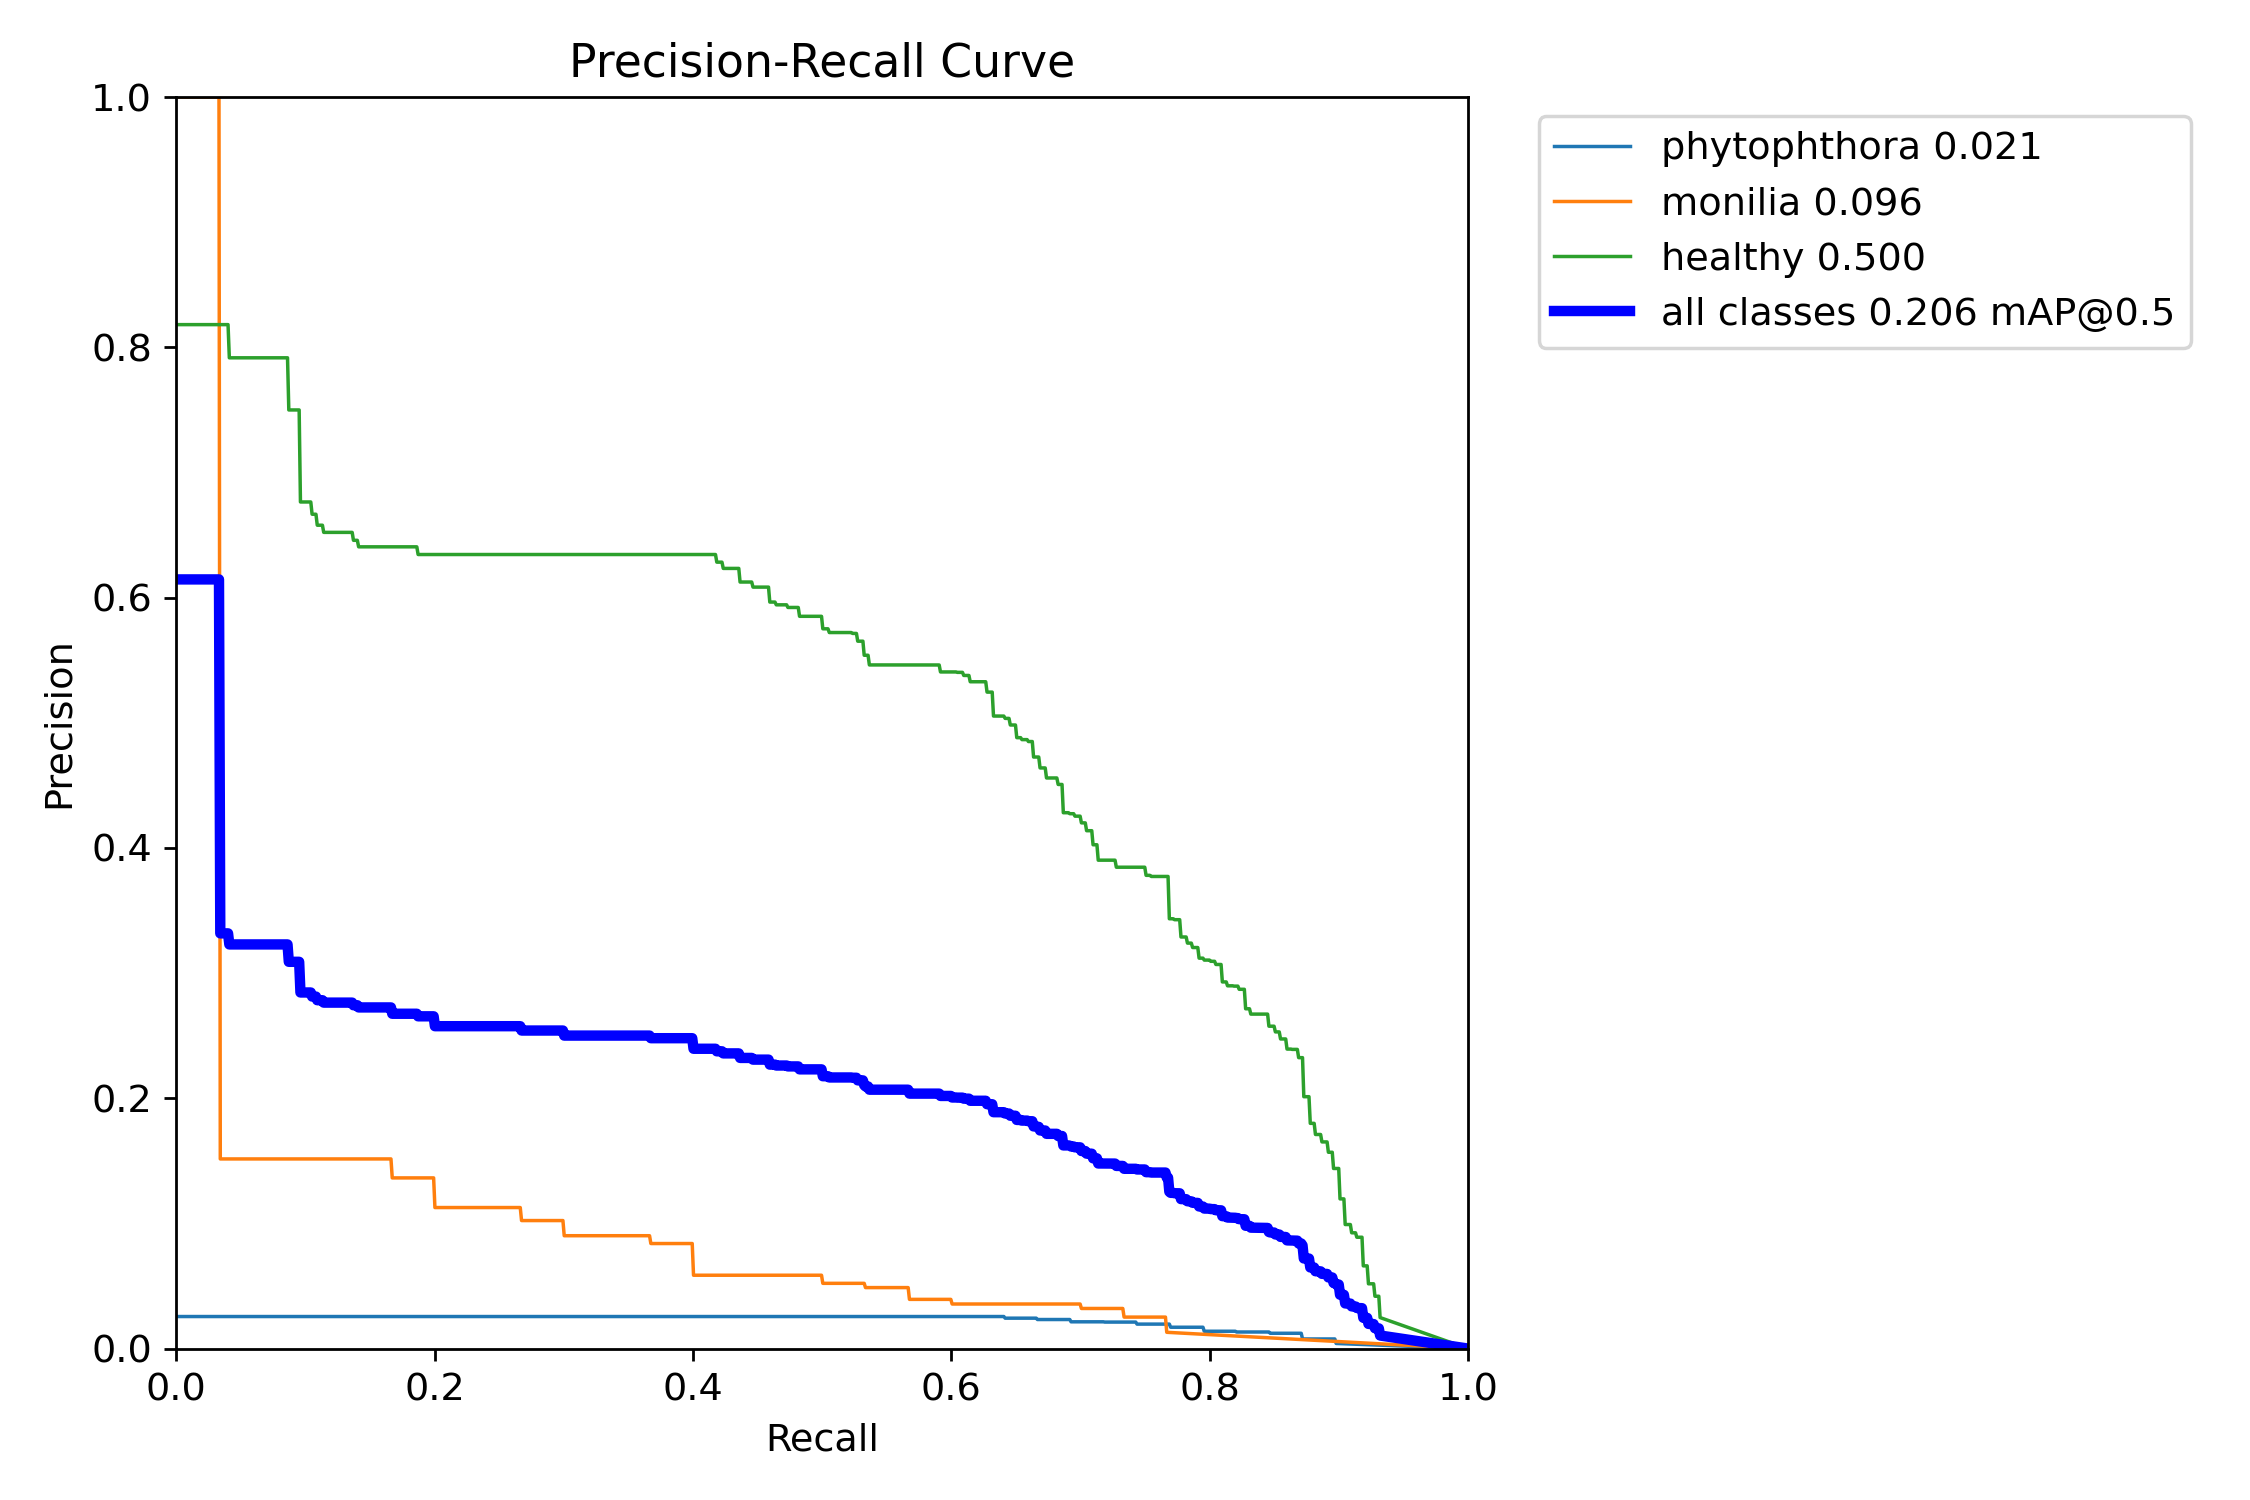 Precision-Recall Curve
1.0
0.8
0.6
0.4
0.2
0.0
Precision
0.0 0.2 0.4 0.6 0.8 1.0
Recall
phytophthora 0.021
monilia 0.096
healthy 0.500
all classes 0.206 mAP@0.5